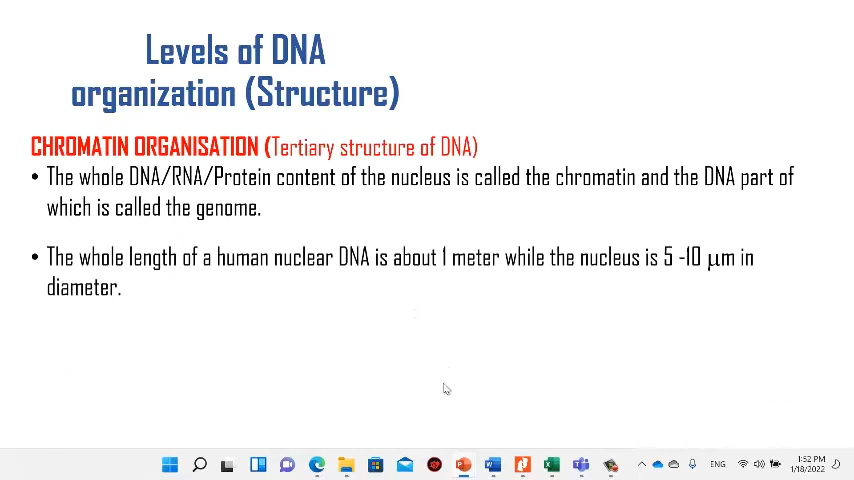 Levels of DNA
organization (Structure)
CHROMATIN ORGANISATION (Tertiary structure of DNA)
• The whole DNA/RNA/Protein content of the nucleus is called the chromatin and the DNA part of
which is called the genome.
• The whole length of a human nuclear DNA is about 1 meter while the nucleus is 5 -10 μm in
diameter.
ENG
1:52 PM
1/18/2022